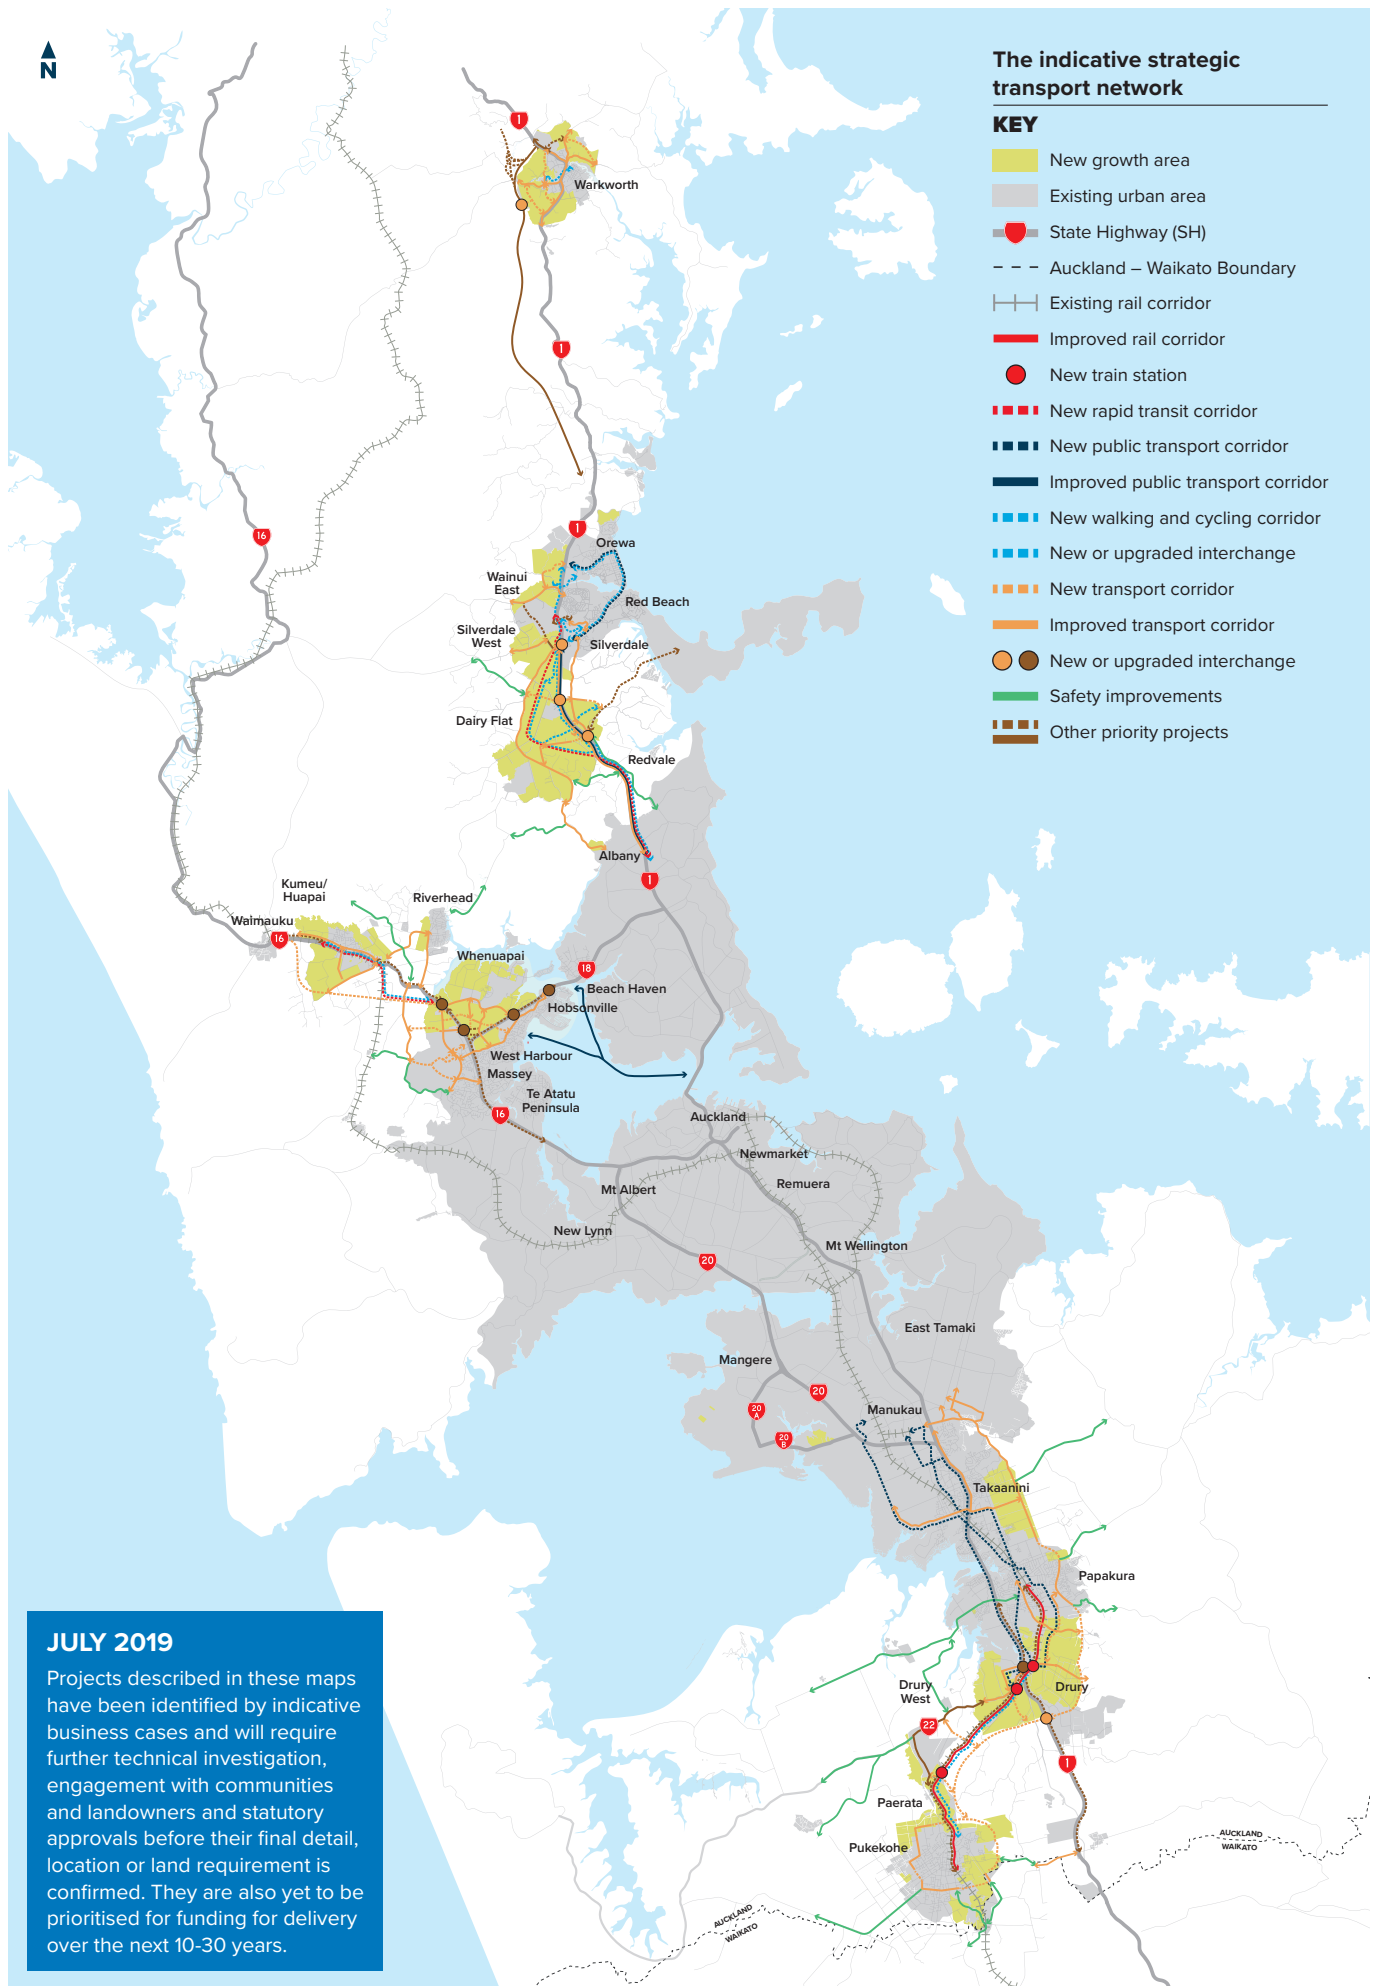 N
The indicative strategic
transport network
KEY
New growth area
Existing urban area
State Highway (SH)
Auckland – Waikato Boundary
Existing rail corridor
Improved rail corridor
New train station
New rapid transit corridor
New public transport corridor
Improved public transport corridor
New walking and cycling corridor
New or upgraded interchange
New transport corridor
Improved transport corridor
New or upgraded interchange
Safety improvements
Other priority projects
1
Warkworth
1
16
1
Orewa
Wainui
East
Red Beach
Silverdale
West
Silverdale
Dairy Flat
Redvale
Albany
1
Kumeu/
Huapai
Riverhead
Waimauku
16
Whenuapai
18
Beach Haven
Hobsonville
West Harbour
Massey
Te Atatu
Peninsula
16
Auckland
Newmarket
Mt Albert
Remuera
New Lynn
Mt Wellington
20
East Tamaki
Mangere
20
20
A
Manukau
20
B
Takaanini
Papakura
Drury
West
Drury
22
1
Paerata
Pukekohe
AUCKLAND
WAIKATO
AUCKLAND
WAIKATO
JULY 2019
Projects described in these maps
have been identified by indicative
business cases and will require
further technical investigation,
engagement with communities
and landowners and statutory
approvals before their final detail,
location or land requirement is
confirmed. They are also yet to be
prioritised for funding for delivery
over the next 10-30 years.